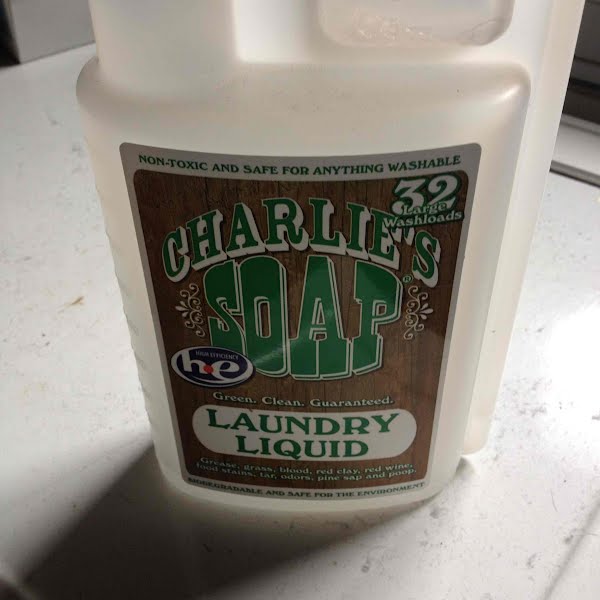 NON-TOXIC AND SAFE FOR ANYTHING WASHABLE
32
Large
Washloads
CHARLIE'S
SOAP®
HIGH EFFICIENCY
he
Green. Clean. Guaranteed.
LAUNDRY
LIQUID
Grease, grass, blood, red clay, red wine,
food stains, tar, odors, pine sap and poop.
BIODEGRADABLE AND SAFE FOR THE ENVIRONMENT